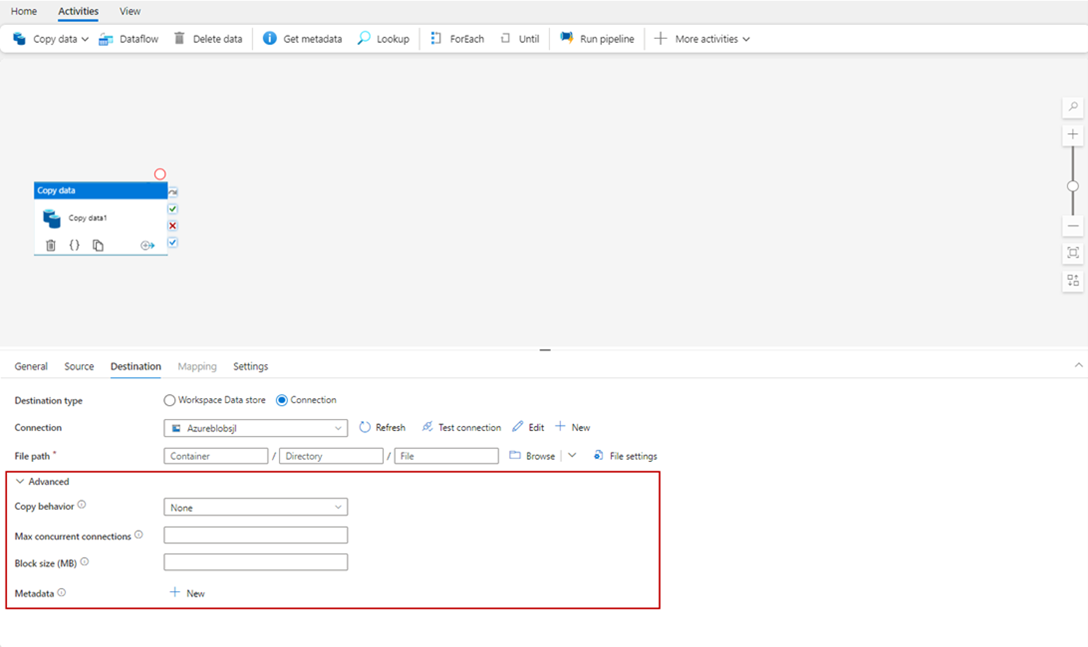 Home Activities View
Copy data Dataflow Delete data Get metadata Lookup ForEach Until Run pipeline More activities
Copy data
Copy data1
{}
General Source Destination Mapping Settings
Destination type Workspace Data store Connection
Connection Azureblobsjl Refresh Test connection Edit New
File path * Container / Directory / File Browse File settings
Advanced
Copy behavior None
Max concurrent connections
Block size (MB)
Metadata New